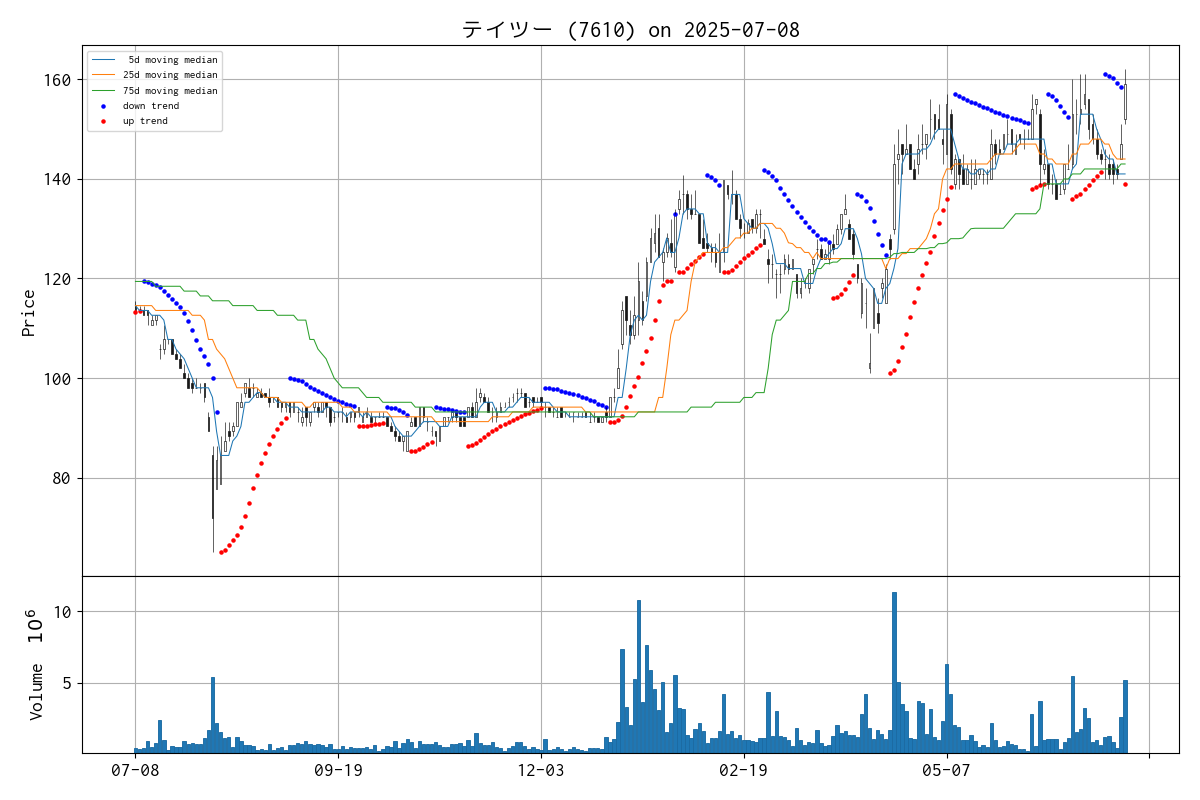 テイツー (7610) on 2025-07-08
5d moving median
25d moving median
75d moving median
down trend
up trend
Price
160
140
120
100
80
Volume 10^6
10
5
07-08 09-19 12-03 02-19 05-07